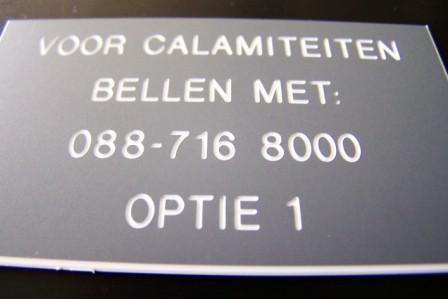 VOOR CALAMITEITEN
BELLEN MET:
088-716 8000
OPTIE 1